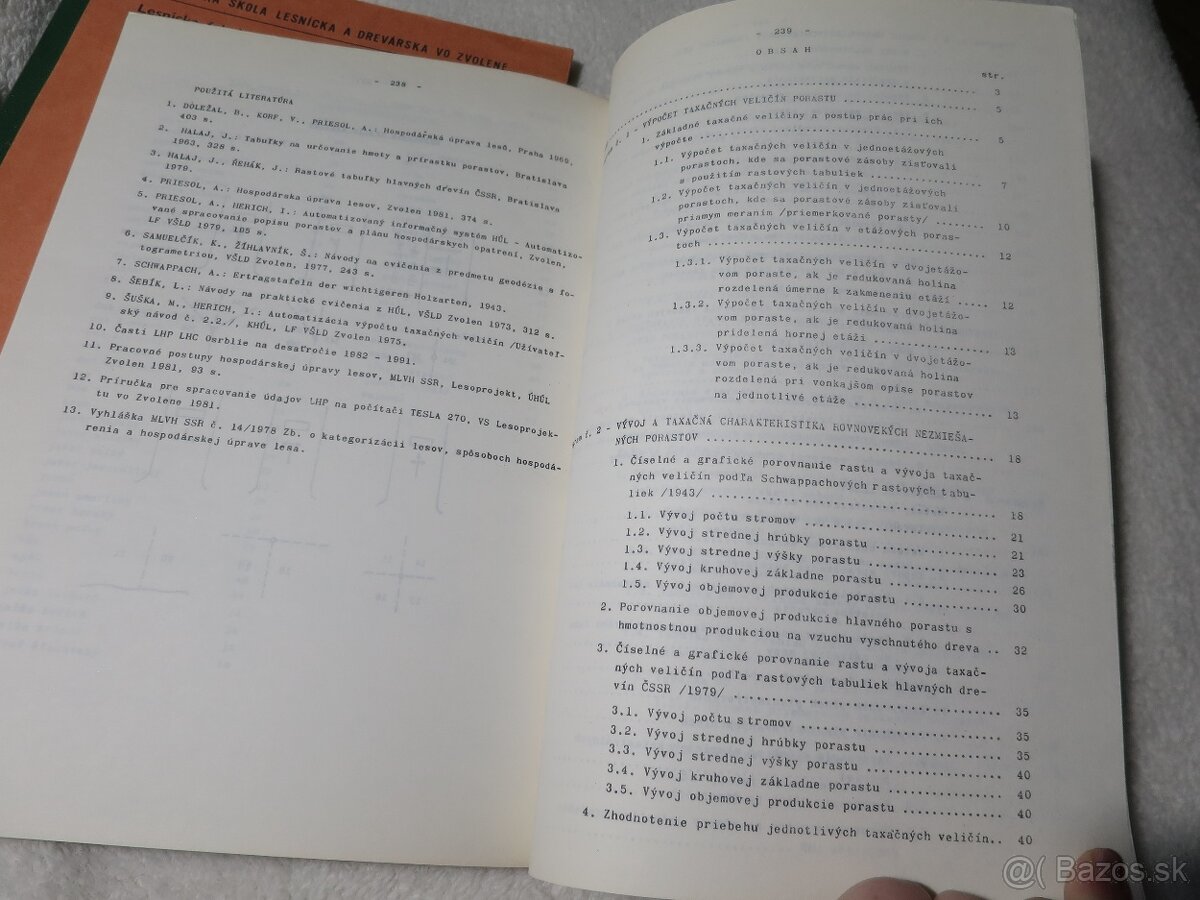 ŠKOLA LESNÍCKA A DREVÁRSKA VO ZVOLENE
- 238 -
POUŽITÁ LITERATÚRA
1. DOLEŽAL, B., KORF, V., PRIESOL, A.: Hospodářská úprava lesů, Praha 1969,
403 s.
2. HALAJ, J.: Tabuľky na určovanie hmoty a prírastku porastov, Bratislava
1963, 328 s.
3. HALAJ, J., ŘEHÁK, J.: Rastové tabuľky hlavných drevín ČSSR, Bratislava
1979.
4. PRIESOL, A.: Hospodárska úprava lesov, Zvolen 1981, 374 s.
5. PRIESOL, A., HERICH, I.: Automatizovaný informačný systém HÚL - Automatizo-
vané spracovanie popisu porastov a plánu hospodárskych opatrení, Zvolen,
LF VŠLD 1979, 105 s.
6. SAMUELČÍK, K., ŽÍHLAVNÍK, Š.: Návody na cvičenia z predmetu geodézie s fo-
togrametriou, VŠLD Zvolen, 1977, 243 s.
7. SCHWAPPACH, A.: Ertragstafeln der wichtigeren Holzarten, 1943.
8. ŠEBÍK, L.: Návody na praktické cvičenia z HÚL, VŠLD Zvolen 1973, 312 s.
9. ŠUŠKA, M., HERICH, I.: Automatizácia výpočtu taxačných veličín /Užívateľ-
ský návod č. 2.2./, KHÚL, LF VŠLD Zvolen 1975.
10. Časti LHP LHC Osrblie na desaťročie 1982 - 1991.
11. Pracovné postupy hospodárskej úpravy lesov, MLVH SSR, Lesoprojekt, ÚHÚL
Zvolen 1981, 93 s.
12. Príručka pre spracovanie údajov LHP na počítači TESLA 270, VS Lesoprojek-
tu vo Zvolene 1981.
13. Vyhláška MLVH SSR č. 14/1978 Zb. o kategorizácii lesov, spôsoboch hospodá-
renia a hospodárskej úprave lesa.
- 239 -
OBSAH
str.
3
č. 1 - VÝPOČET TAXAČNÝCH VELIČÍN PORASTU .................. 5
1. Základné taxačné veličiny a postup prác pri ich
výpočte .................. 5
1.1. Výpočet taxačných veličín v jednoetážových
porastoch, kde sa porastové zásoby zisťovali
s použitím rastových tabuliek .................. 7
1.2. Výpočet taxačných veličín v jednoetážových
porastoch, kde sa porastové zásoby zisťovali
priamym meraním /priemerkované porasty/ ....... 10
1.3. Výpočet taxačných veličín v etážových poras-
toch .................. 12
1.3.1. Výpočet taxačných veličín v dvojetážo-
vom poraste, ak je redukovaná holina
rozdelená úmerne k zakmeneniu etáží ..... 12
1.3.2. Výpočet taxačných veličín v dvojetážo-
vom poraste, ak je redukovaná holina
pridelená hornej etáži .................. 13
1.3.3. Výpočet taxačných veličín v dvojetážo-
vom poraste, ak je redukovaná holina
rozdelená pri vonkajšom opise porastov
na jednotlivé etáže .................. 13
č. 2 - VÝVOJ A TAXAČNÁ CHARAKTERISTIKA ROVNOVEKÝCH NEZMIEŠA-
NÝCH PORASTOV .................. 18
1. Číselné a grafické porovnanie rastu a vývoja taxač-
ných veličín podľa Schwappachových rastových tabu-
liek /1943/ .................. 18
1.1. Vývoj počtu stromov .................. 21
1.2. Vývoj strednej hrúbky porastu .................. 21
1.3. Vývoj strednej výšky porastu .................. 23
1.4. Vývoj kruhovej základne porastu .................. 26
1.5. Vývoj objemovej produkcie porastu .............. 30
2. Porovnanie objemovej produkcie hlavného porastu s
hmotnostnou produkciou na vzuchu vyschnutého dreva .. 32
3. Číselné a grafické porovnanie rastu a vývoja taxač-
ných veličín podľa rastových tabuliek hlavných dre-
vín ČSSR /1979/ .................. 35
3.1. Vývoj počtu stromov .................. 35
3.2. Vývoj strednej hrúbky porastu .................. 35
3.3. Vývoj strednej výšky porastu .................. 40
3.4. Vývoj kruhovej základne porastu .............. 40
3.5. Vývoj objemovej produkcie porastu ............. 40
4. Zhodnotenie priebehu jednotlivých taxačných veličín.. 40
@( Bazos.sk